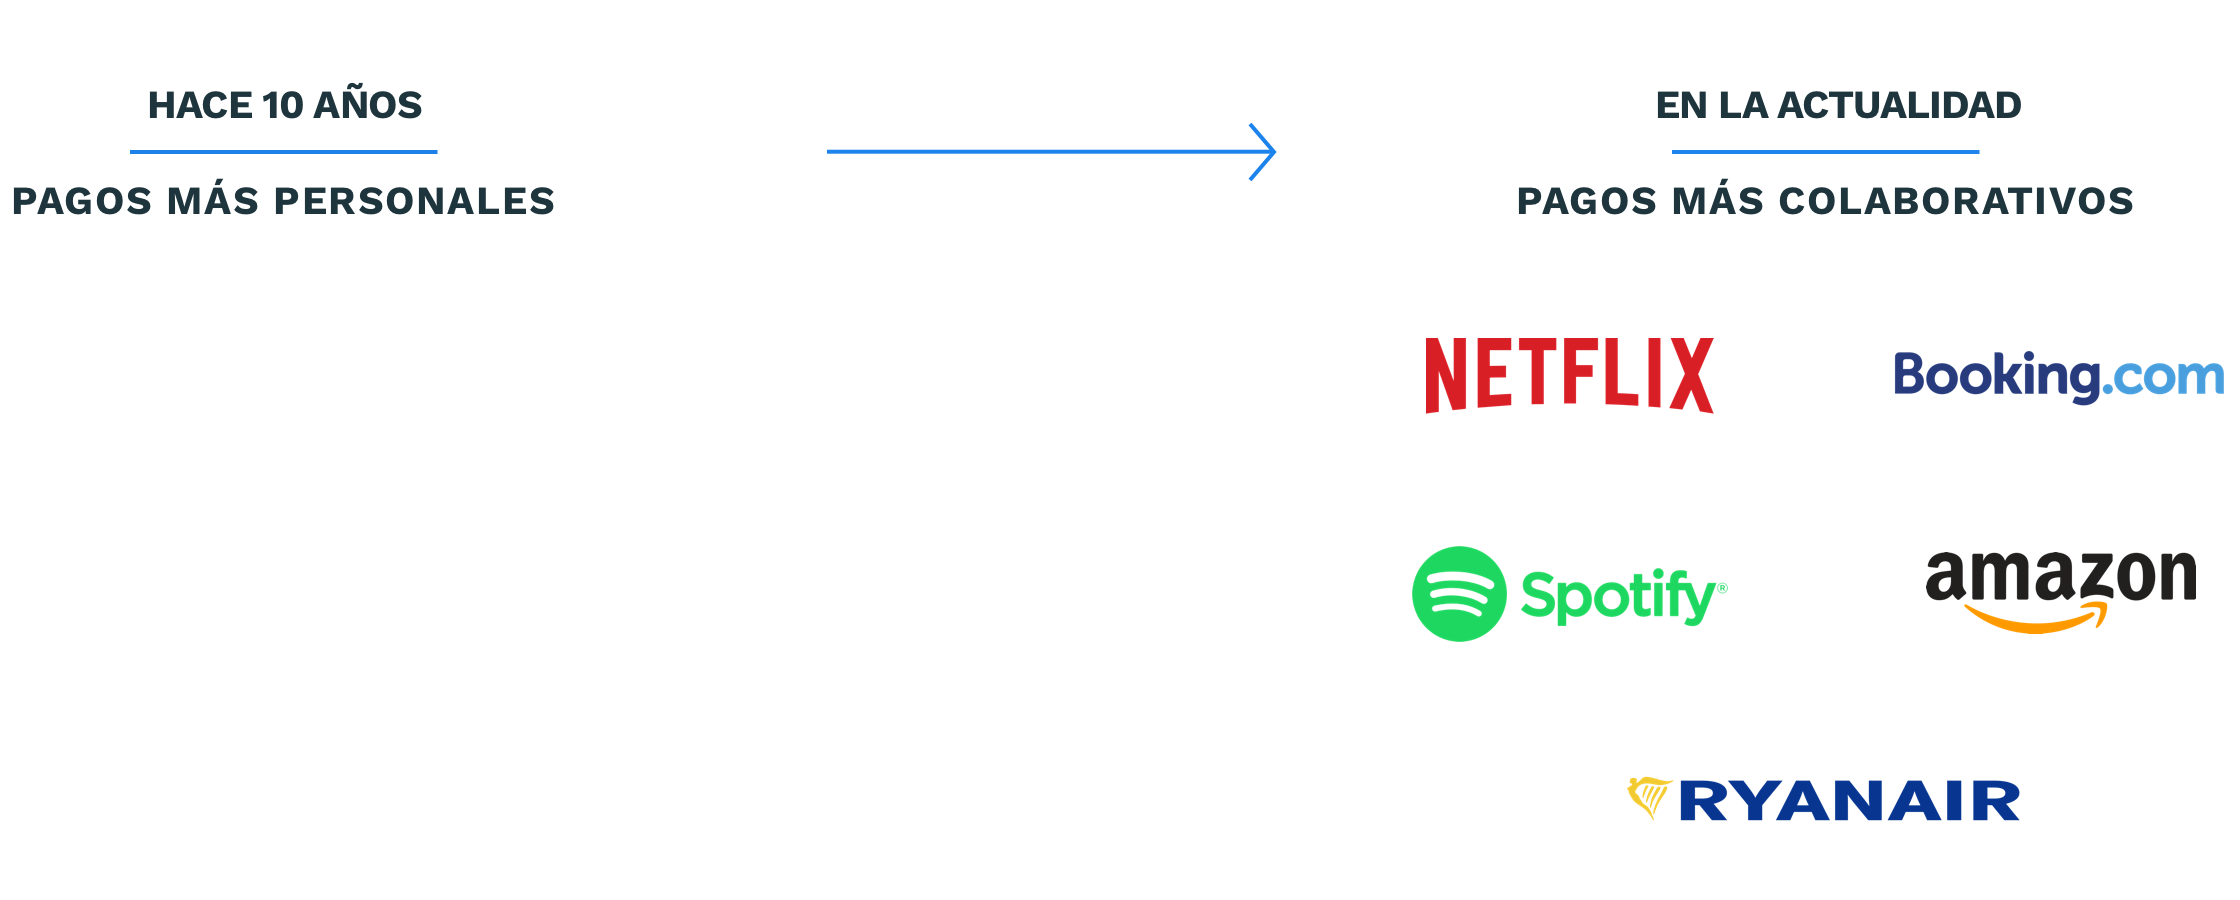 HACE 10 AÑOS
PAGOS MÁS PERSONALES
EN LA ACTUALIDAD
PAGOS MÁS COLABORATIVOS
NETFLIX
Booking.com
Spotify®
amazon
RYANAIR